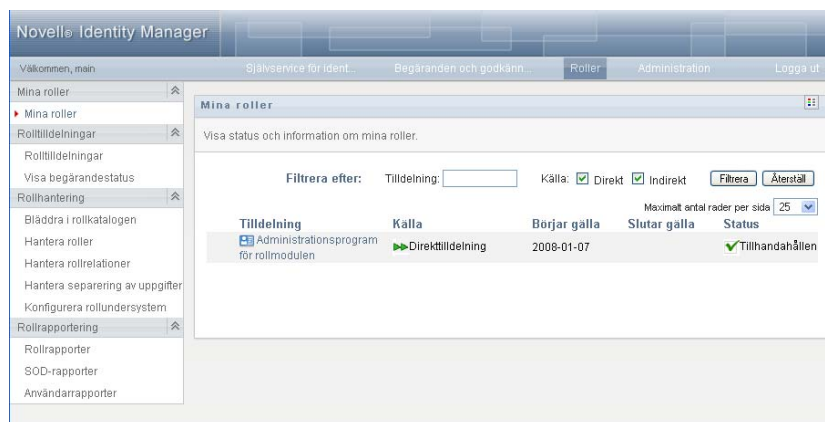 Novell® Identity Manager
Välkommen, main
Självservice för ident... Begäranden och godkänn... Roller Administration Logga ut
Mina roller
Mina roller
Rolltilldelningar
Rolltilldelningar
Visa begärandestatus
Rollhantering
Bläddra i rollkatalogen
Hantera roller
Hantera rollrelationer
Hantera separering av uppgifter
Konfigurera rollundersystem
Rollrapportering
Rollrapporter
SOD-rapporter
Användarrapporter
Mina roller
Visa status och information om mina roller.
Filtrera efter: Tilldelning: Källa: Direkt Indirekt Filtrera Återställ
Maximalt antal rader per sida 25
Tilldelning Källa Börjar gälla Slutar gälla Status
Administrationsprogram för rollmodulen Direkttilldelning 2008-01-07 Tillhandahållen